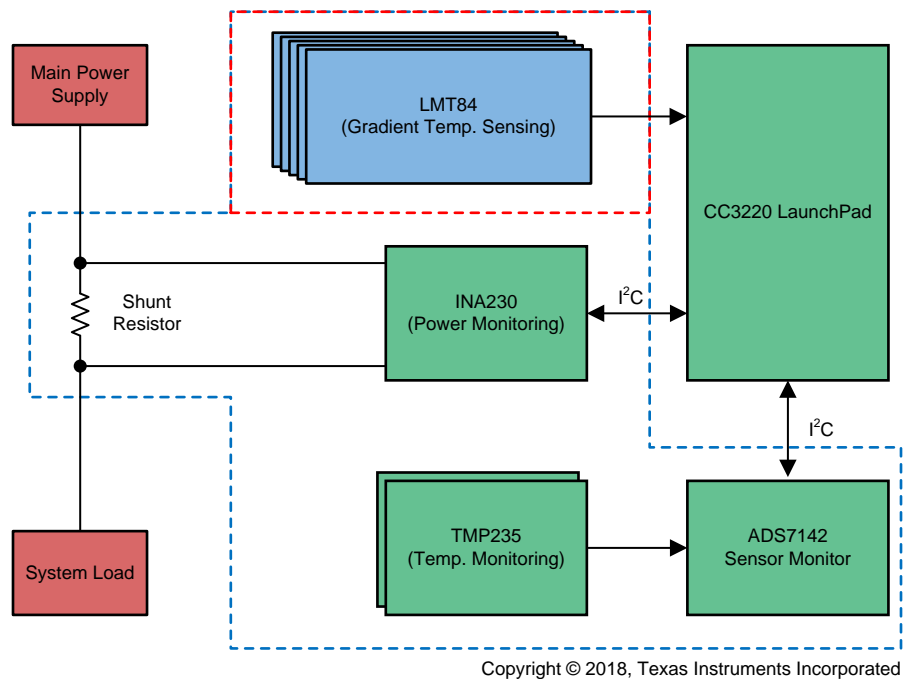 Main Power
Supply
LMT84
(Gradient Temp. Sensing)
CC3220 LaunchPad
Shunt
Resistor
INA230
(Power Monitoring)
I²C
I²C
System Load
TMP235
(Temp. Monitoring)
ADS7142
Sensor Monitor
Copyright © 2018, Texas Instruments Incorporated